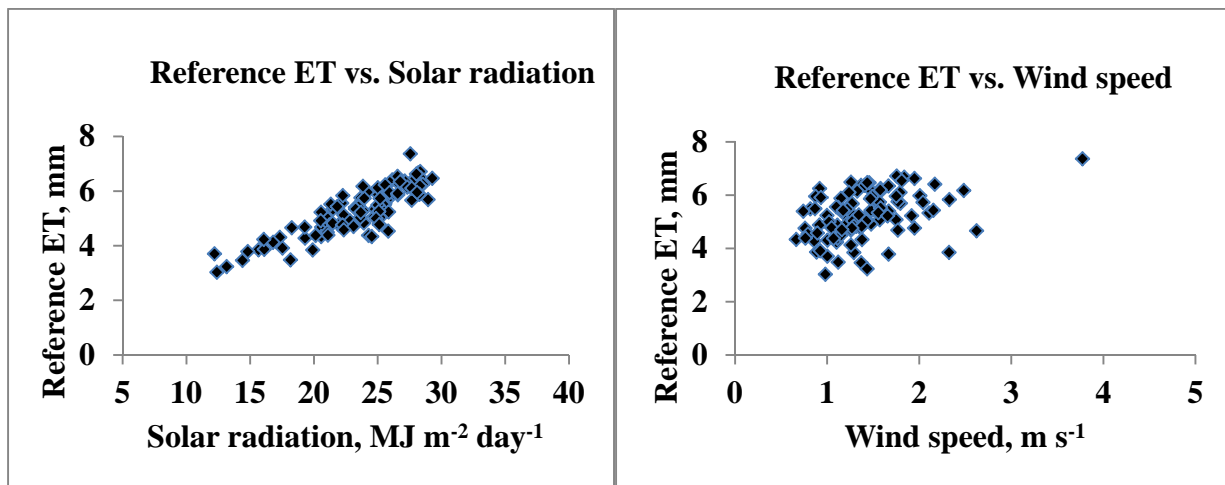 Reference ET vs. Solar radiation
Reference ET, mm
8
6
4
2
0
5 10 15 20 25 30 35 40
Solar radiation, MJ m⁻² day⁻¹
Reference ET vs. Wind speed
Reference ET, mm
8
6
4
2
0
0 1 2 3 4 5
Wind speed, m s⁻¹